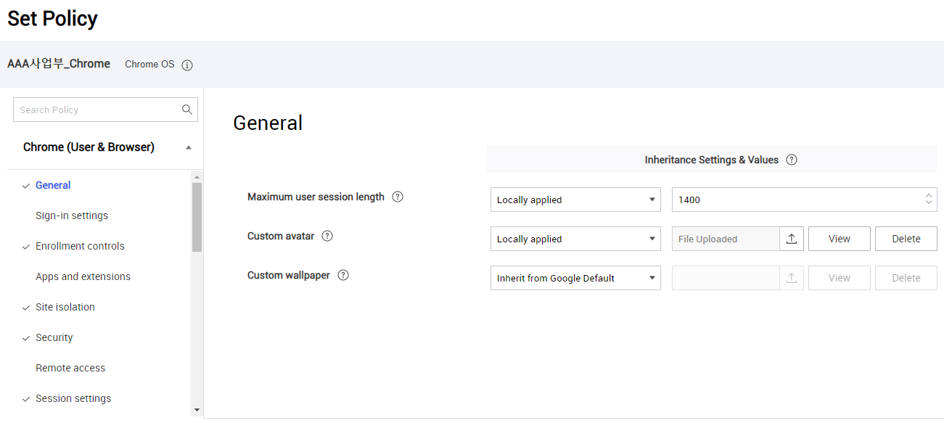 Set Policy
AAA사업부_Chrome Chrome OS
Search Policy
Chrome (User & Browser)
General
Sign-in settings
Enrollment controls
Apps and extensions
Site isolation
Security
Remote access
Session settings
General
Inheritance Settings & Values ?
Maximum user session length ? Locally applied 1400
Custom avatar ? Locally applied File Uploaded View Delete
Custom wallpaper ? Inherit from Google Default View Delete